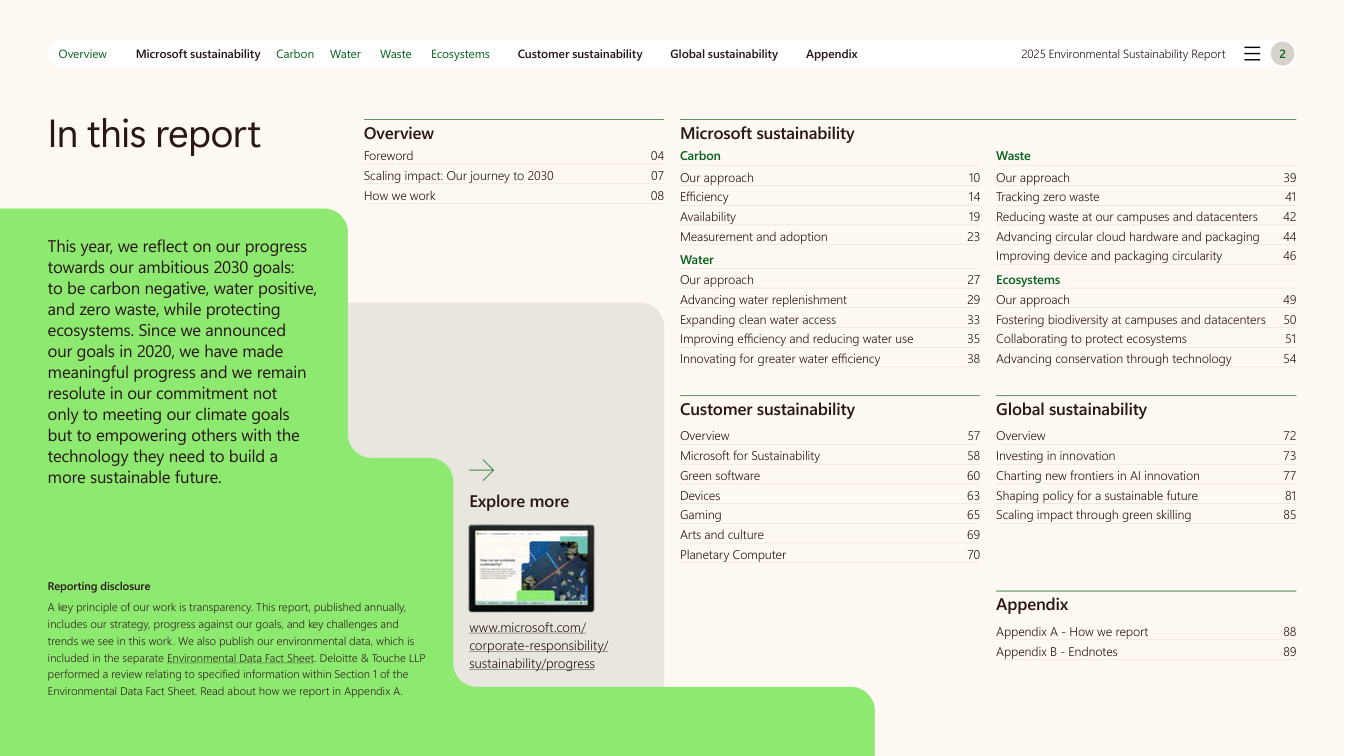 Overview
Microsoft sustainability
Carbon
Water
Waste
Ecosystems
Customer sustainability
Global sustainability
Appendix
2025 Environmental Sustainability Report
2
In this report
This year, we reflect on our progress
towards our ambitious 2030 goals:
to be carbon negative, water positive,
and zero waste, while protecting
ecosystems. Since we announced
our goals in 2020, we have made
meaningful progress and we remain
resolute in our commitment not
only to meeting our climate goals
but to empowering others with the
technology they need to build a
more sustainable future.
Reporting disclosure
A key principle of our work is transparency. This report, published annually,
includes our strategy, progress against our goals, and key challenges and
trends we see in this work. We also publish our environmental data, which is
included in the separate Environmental Data Fact Sheet. Deloitte & Touche LLP
performed a review relating to specified information within Section 1 of the
Environmental Data Fact Sheet. Read about how we report in Appendix A.
Overview
Foreword 04
Scaling impact: Our journey to 2030 07
How we work 08
Explore more
www.microsoft.com/
corporate-responsibility/
sustainability/progress
Microsoft sustainability
Carbon
Our approach 10
Efficiency 14
Availability 19
Measurement and adoption 23
Water
Our approach 27
Advancing water replenishment 29
Expanding clean water access 33
Improving efficiency and reducing water use 35
Innovating for greater water efficiency 38
Waste
Our approach 39
Tracking zero waste 41
Reducing waste at our campuses and datacenters 42
Advancing circular cloud hardware and packaging 44
Improving device and packaging circularity 46
Ecosystems
Our approach 49
Fostering biodiversity at campuses and datacenters 50
Collaborating to protect ecosystems 51
Advancing conservation through technology 54
Customer sustainability
Overview 57
Microsoft for Sustainability 58
Green software 60
Devices 63
Gaming 65
Arts and culture 69
Planetary Computer 70
Global sustainability
Overview 72
Investing in innovation 73
Charting new frontiers in AI innovation 77
Shaping policy for a sustainable future 81
Scaling impact through green skilling 85
Appendix
Appendix A - How we report 88
Appendix B - Endnotes 89